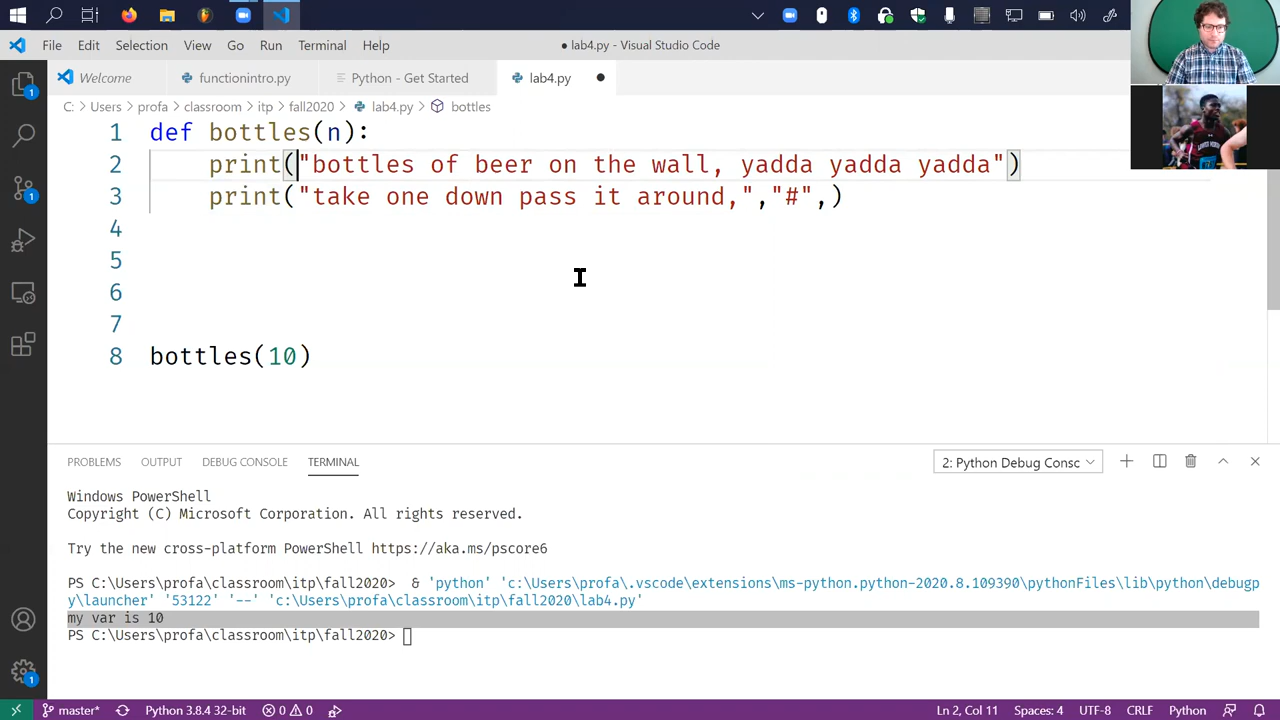 File Edit Selection View Go Run Terminal Help ● lab4.py - Visual Studio Code
Welcome functionintro.py Python - Get Started lab4.py ●
C: > Users > profa > classroom > itp > fall2020 > lab4.py > bottles
1 def bottles(n):
2 print("bottles of beer on the wall, yadda yadda yadda")
3 print("take one down pass it around,","#",)
4
5
6
7
8 bottles(10)
PROBLEMS OUTPUT DEBUG CONSOLE TERMINAL 2: Python Debug Consc
Windows PowerShell
Copyright (C) Microsoft Corporation. All rights reserved.
Try the new cross-platform PowerShell https://aka.ms/pscore6
PS C:\Users\profa\classroom\itp\fall2020> & 'python' 'c:\Users\profa\.vscode\extensions\ms-python.python-2020.8.109390\pythonFiles\lib\python\debugp
y\launcher' '53122' '--' 'c:\Users\profa\classroom\itp\fall2020\lab4.py'
my var is 10
PS C:\Users\profa\classroom\itp\fall2020>
master* Python 3.8.4 32-bit 0 0 Ln 2, Col 11 Spaces: 4 UTF-8 CRLF Python